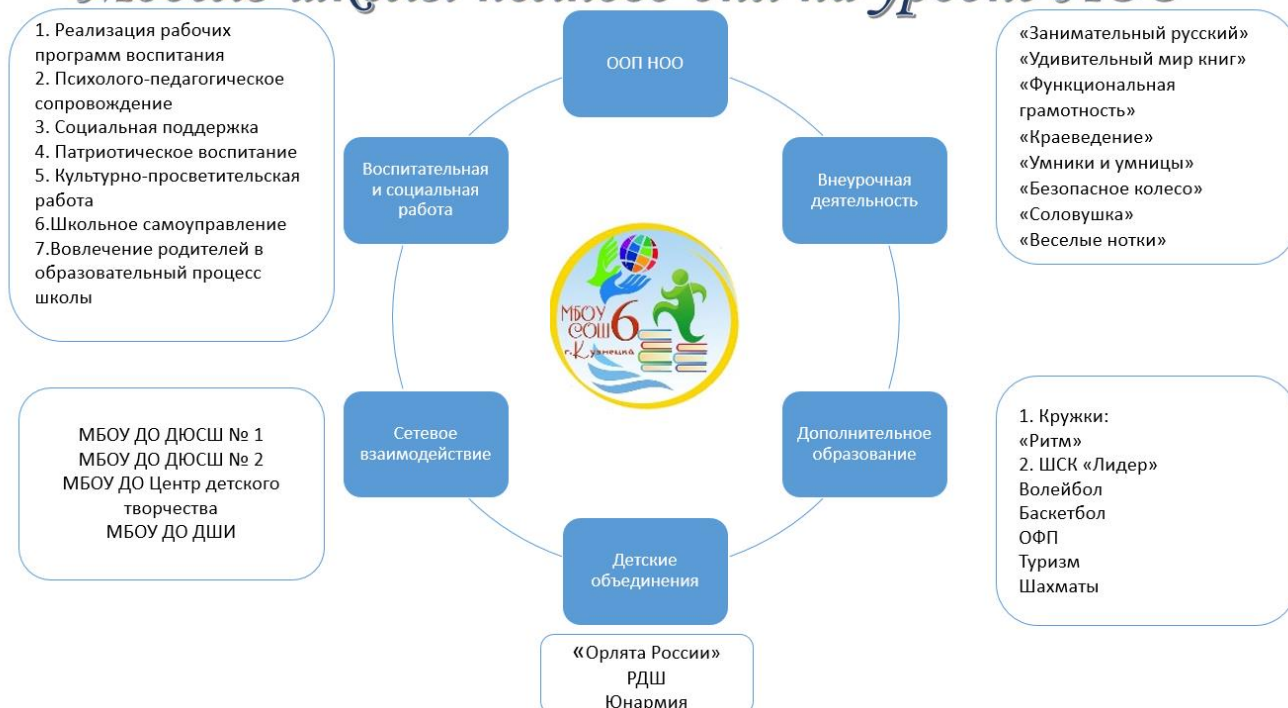 1. Реализация рабочих
программ воспитания
2. Психолого-педагогическое
сопровождение
3. Социальная поддержка
4. Патриотическое воспитание
5. Культурно-просветительская
работа
6.Школьное самоуправление
7.Вовлечение родителей в
образовательный процесс
школы
ООП НОО
«Занимательный русский»
«Удивительный мир книг»
«Функциональная
грамотность»
«Краеведение»
«Умники и умницы»
«Безопасное колесо»
«Соловушка»
«Веселые нотки»
Воспитательная
и социальная
работа
Внеурочная
деятельность
МБОУ
СОШ 6
г. Кузнецка
МБОУ ДО ДЮСШ № 1
МБОУ ДО ДЮСШ № 2
МБОУ ДО Центр детского
творчества
МБОУ ДО ДШИ
Сетевое
взаимодействие
Дополнительное
образование
1. Кружки:
«Ритм»
2. ШСК «Лидер»
Волейбол
Баскетбол
ОФП
Туризм
Шахматы
Детские
объединения
«Орлята России»
РДШ
Юнармия